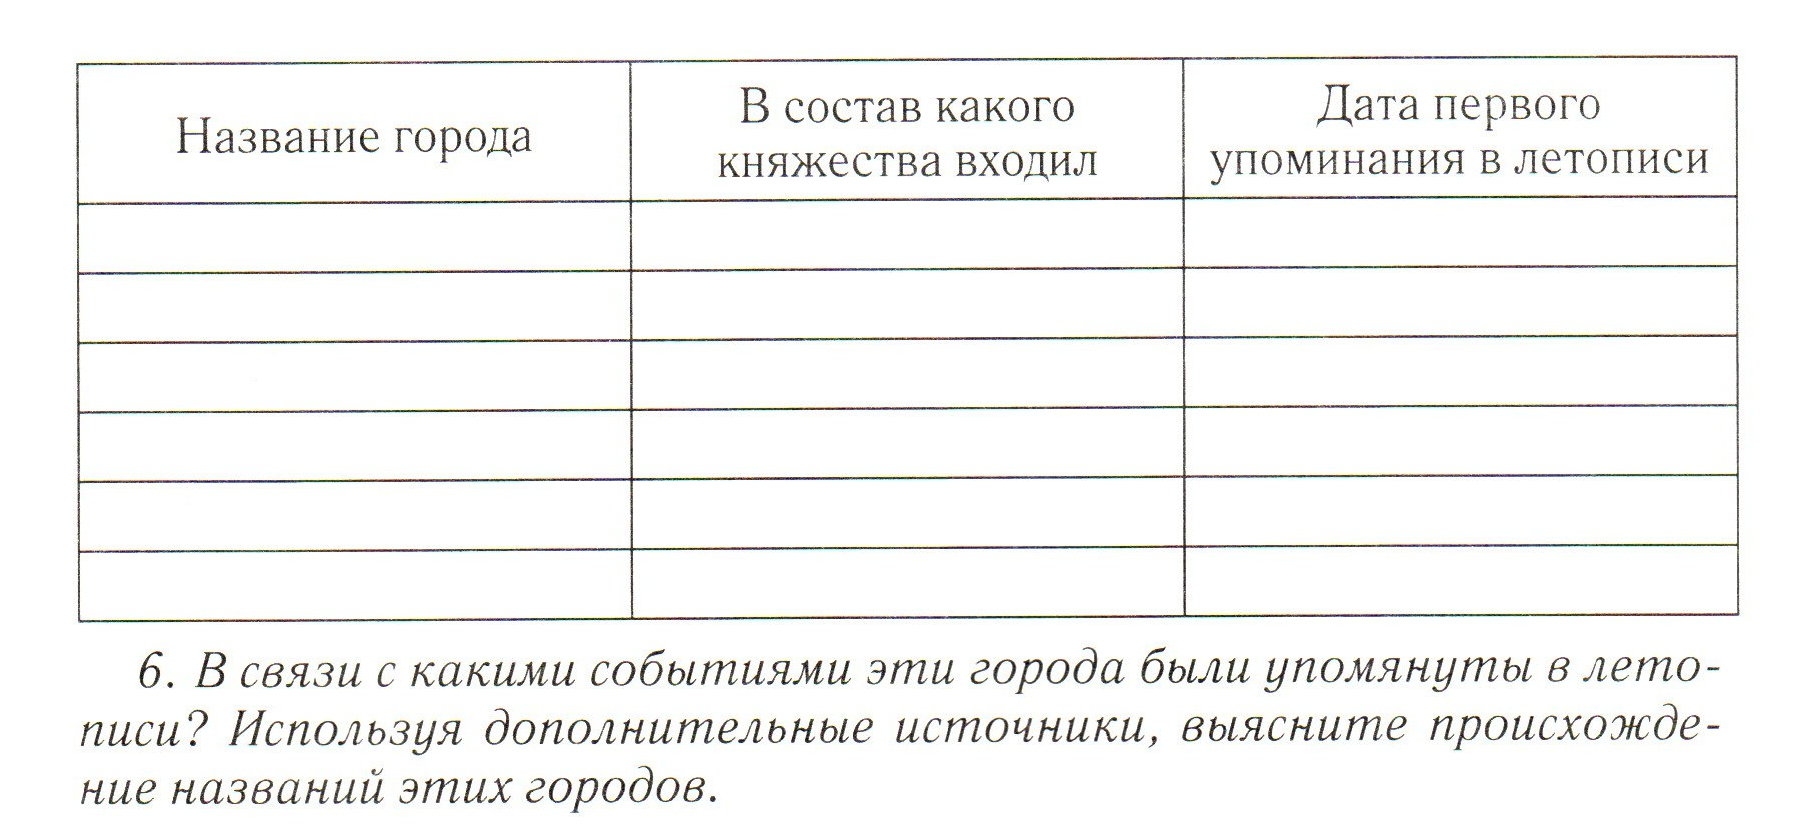 Название города
В состав какого
княжества входил
Дата первого
упоминания в летописи
6. В связи с какими событиями эти города были упомянуты в лето-
писи? Используя дополнительные источники, выясните происхожде-
ние названий этих городов.